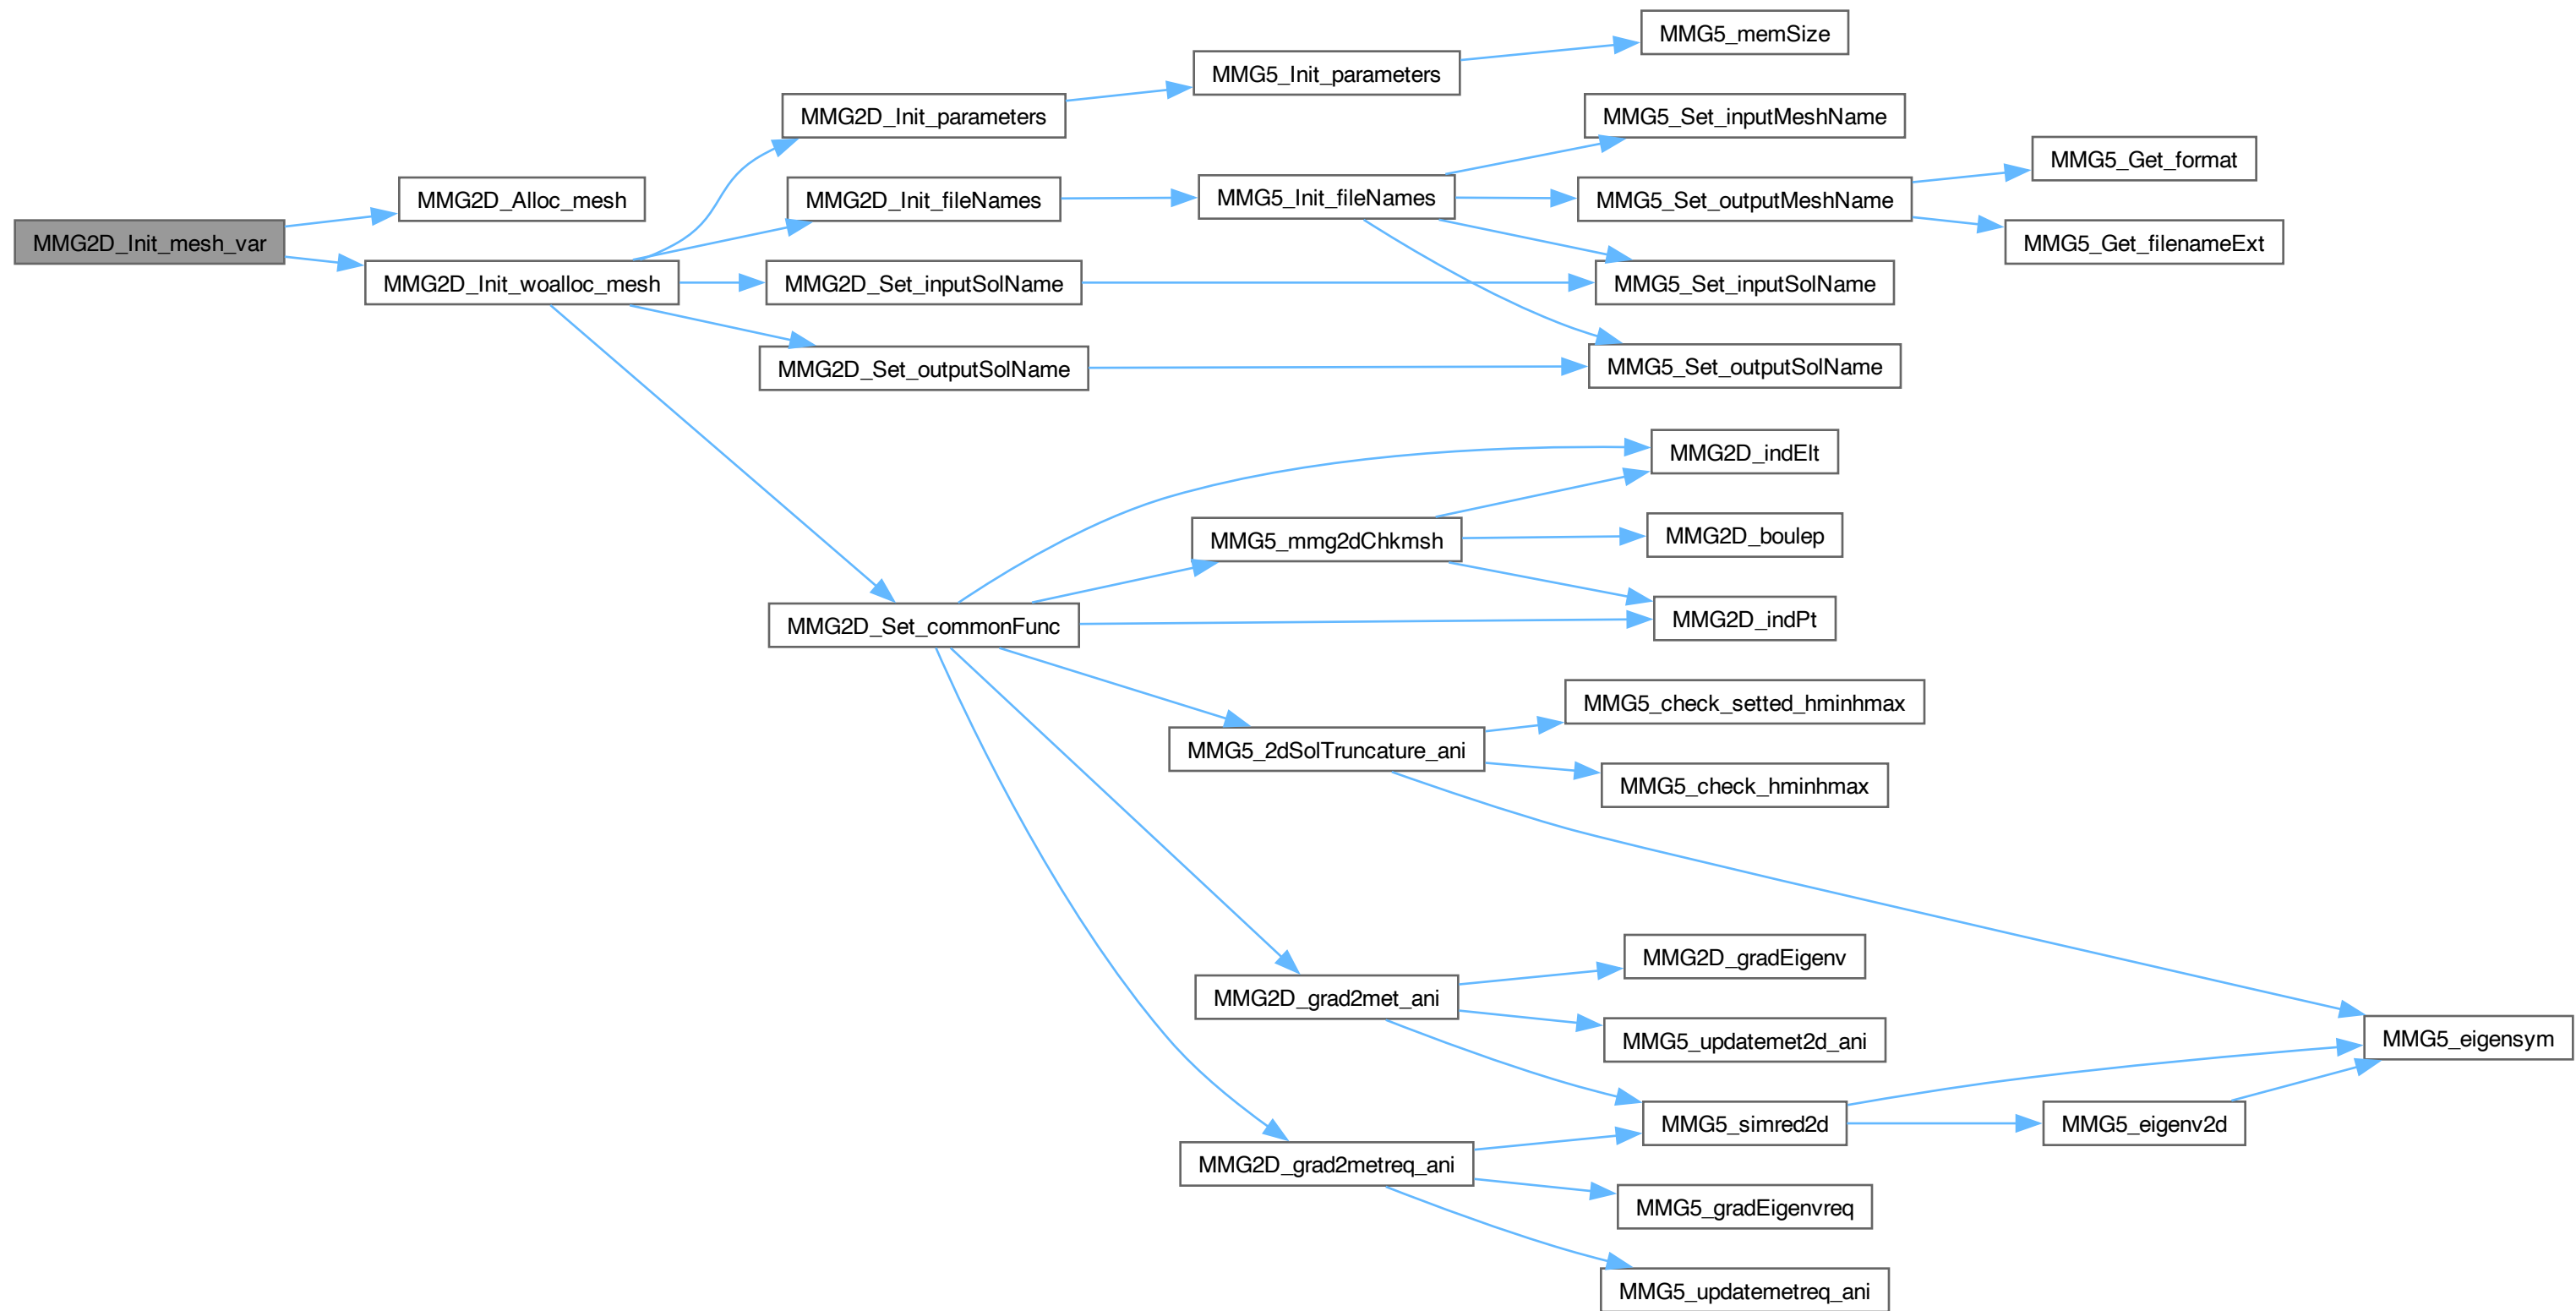 MMG5_memSize
MMG5_Init_parameters
MMG2D_Init_parameters
MMG5_Set_inputMeshName
MMG5_Get_format
MMG2D_Alloc_mesh
MMG2D_Init_fileNames
MMG5_Init_fileNames
MMG5_Set_outputMeshName
MMG2D_Init_mesh_var
MMG5_Get_filenameExt
MMG2D_Init_woalloc_mesh
MMG2D_Set_inputSolName
MMG5_Set_inputSolName
MMG2D_Set_outputSolName
MMG5_Set_outputSolName
MMG2D_indElt
MMG5_mmg2dChkmsh
MMG2D_boulep
MMG2D_Set_commonFunc
MMG2D_indPt
MMG5_check_setted_hminhmax
MMG5_2dSolTruncature_ani
MMG5_check_hminhmax
MMG2D_gradEigenv
MMG2D_grad2met_ani
MMG5_updatemet2d_ani
MMG5_eigensym
MMG5_simred2d
MMG5_eigenv2d
MMG2D_grad2metreq_ani
MMG5_gradEigenvreq
MMG5_updatemetreq_ani